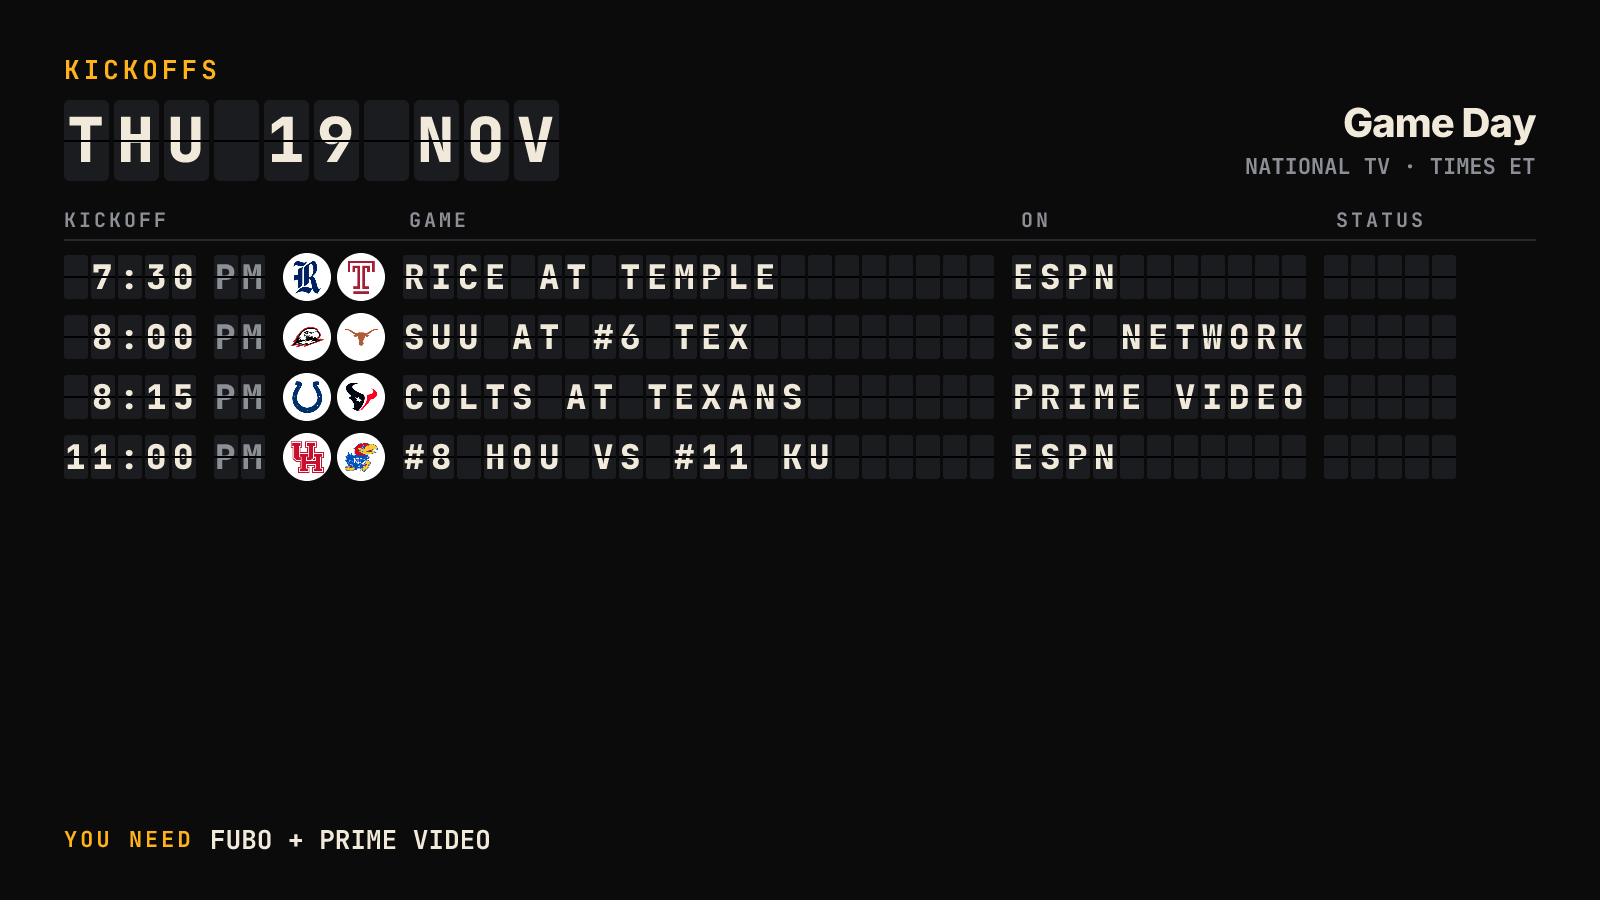 KICKOFFS
THU 19 NOV
Game Day
NATIONAL TV · TIMES ET
KICKOFF GAME ON STATUS
7:30 PM RICE AT TEMPLE ESPN
8:00 PM SUU AT #6 TEX SEC NETWORK
8:15 PM COLTS AT TEXANS PRIME VIDEO
11:00 PM #8 HOU VS #11 KU ESPN
YOU NEED FUBO + PRIME VIDEO